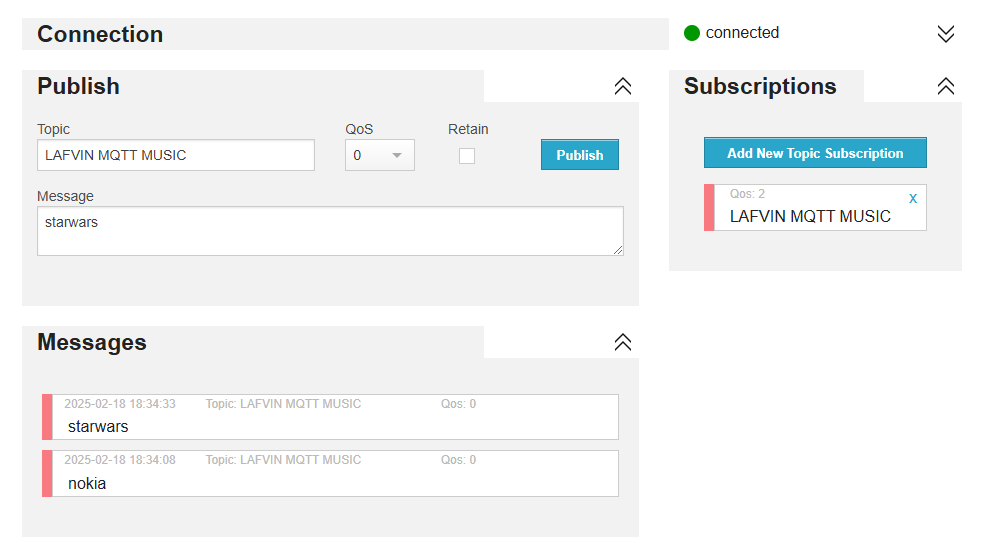 Connection
connected
Publish
Subscriptions
Topic QoS Retain
LAFVIN MQTT MUSIC 0 Publish
Message
starwars
Add New Topic Subscription
Qos: 2 x
LAFVIN MQTT MUSIC
Messages
2025-02-18 18:34:33 Topic: LAFVIN MQTT MUSIC Qos: 0
starwars
2025-02-18 18:34:08 Topic: LAFVIN MQTT MUSIC Qos: 0
nokia